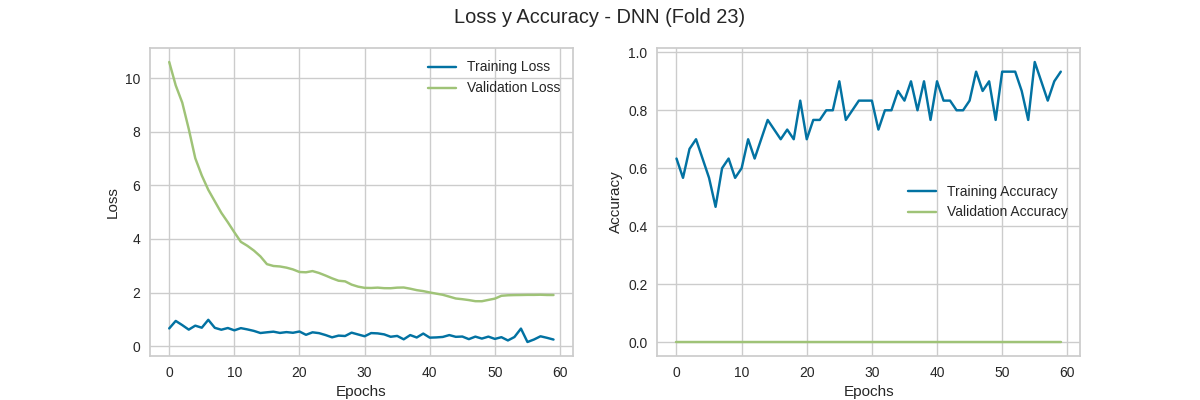 Loss y Accuracy - DNN (Fold 23)
Loss
10
8
6
4
2
0
Training Loss
Validation Loss
0 10 20 30 40 50 60
Epochs
Accuracy
1.0
0.8
0.6
0.4
0.2
0.0
Training Accuracy
Validation Accuracy
0 10 20 30 40 50 60
Epochs